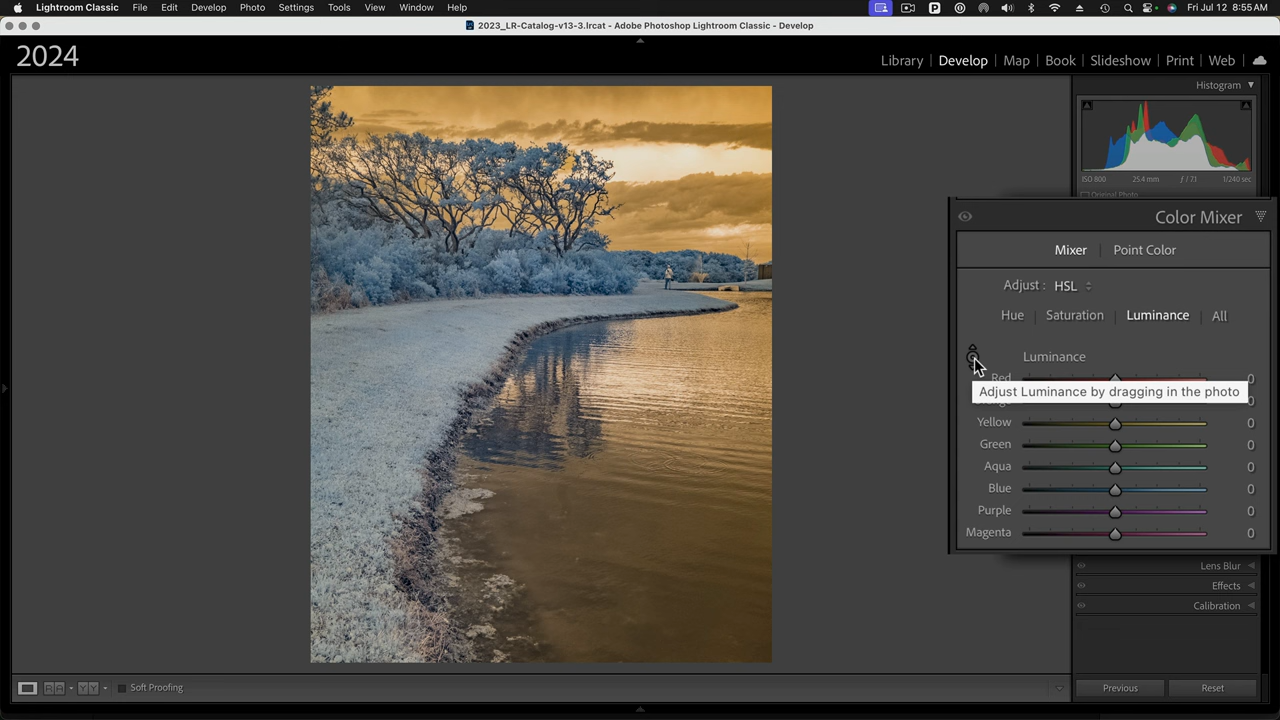 Lightroom Classic File Edit Develop Photo Settings Tools View Window Help Fri Jul 12 8:55 AM
2023_LR-Catalog-v13-3.lrcat - Adobe Photoshop Lightroom Classic - Develop
2024
Library | Develop | Map | Book | Slideshow | Print | Web
Histogram
ISO 800 25.4 mm ƒ / 7.1 1/240 sec
Original Photo
Color Mixer
Mixer | Point Color
Adjust : HSL
Hue | Saturation | Luminance | All
Luminance
Red 0
Adjust Luminance by dragging in the photo
0
Yellow 0
Green 0
Aqua 0
Blue 0
Purple 0
Magenta 0
Lens Blur
Effects
Calibration
Soft Proofing
Previous Reset